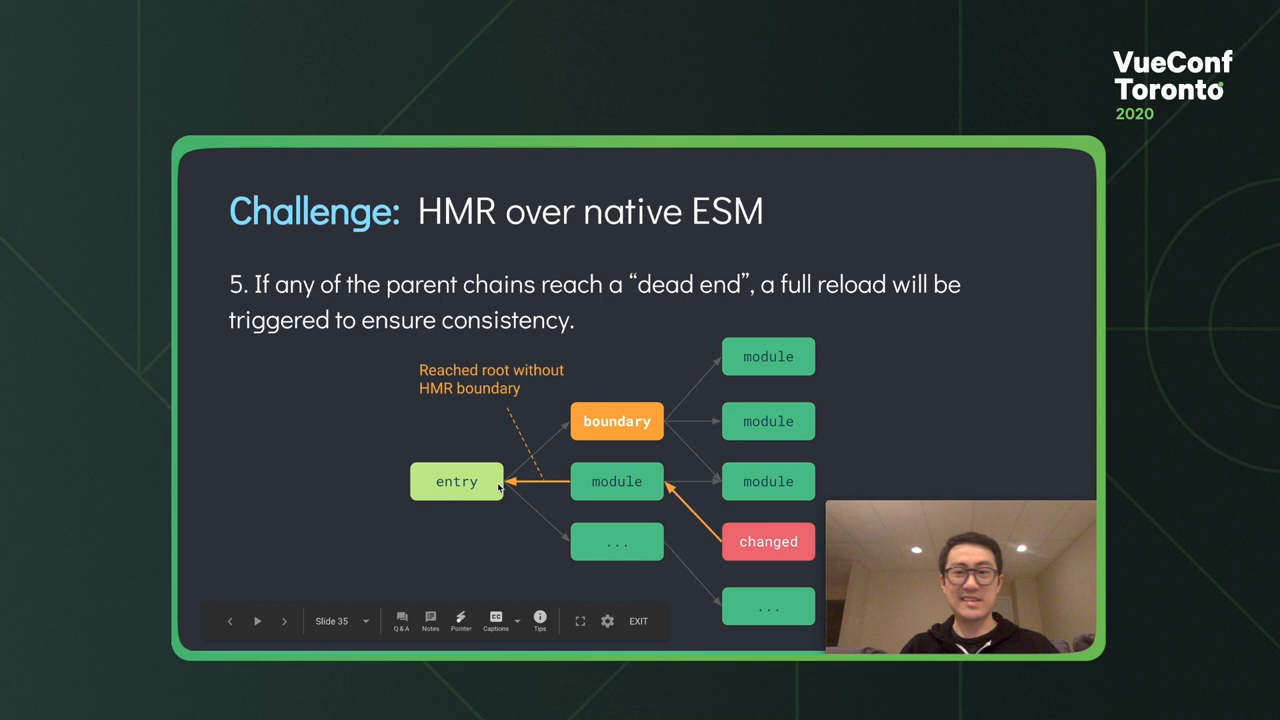 VueConf
Toronto
2020
Challenge: HMR over native ESM
5. If any of the parent chains reach a “dead end”, a full reload will be
triggered to ensure consistency.
Reached root without
HMR boundary
module
boundary
module
entry
module
module
changed
...
...
Slide 35
Q & A
Notes
Pointer
CC
Captions
Tips
EXIT